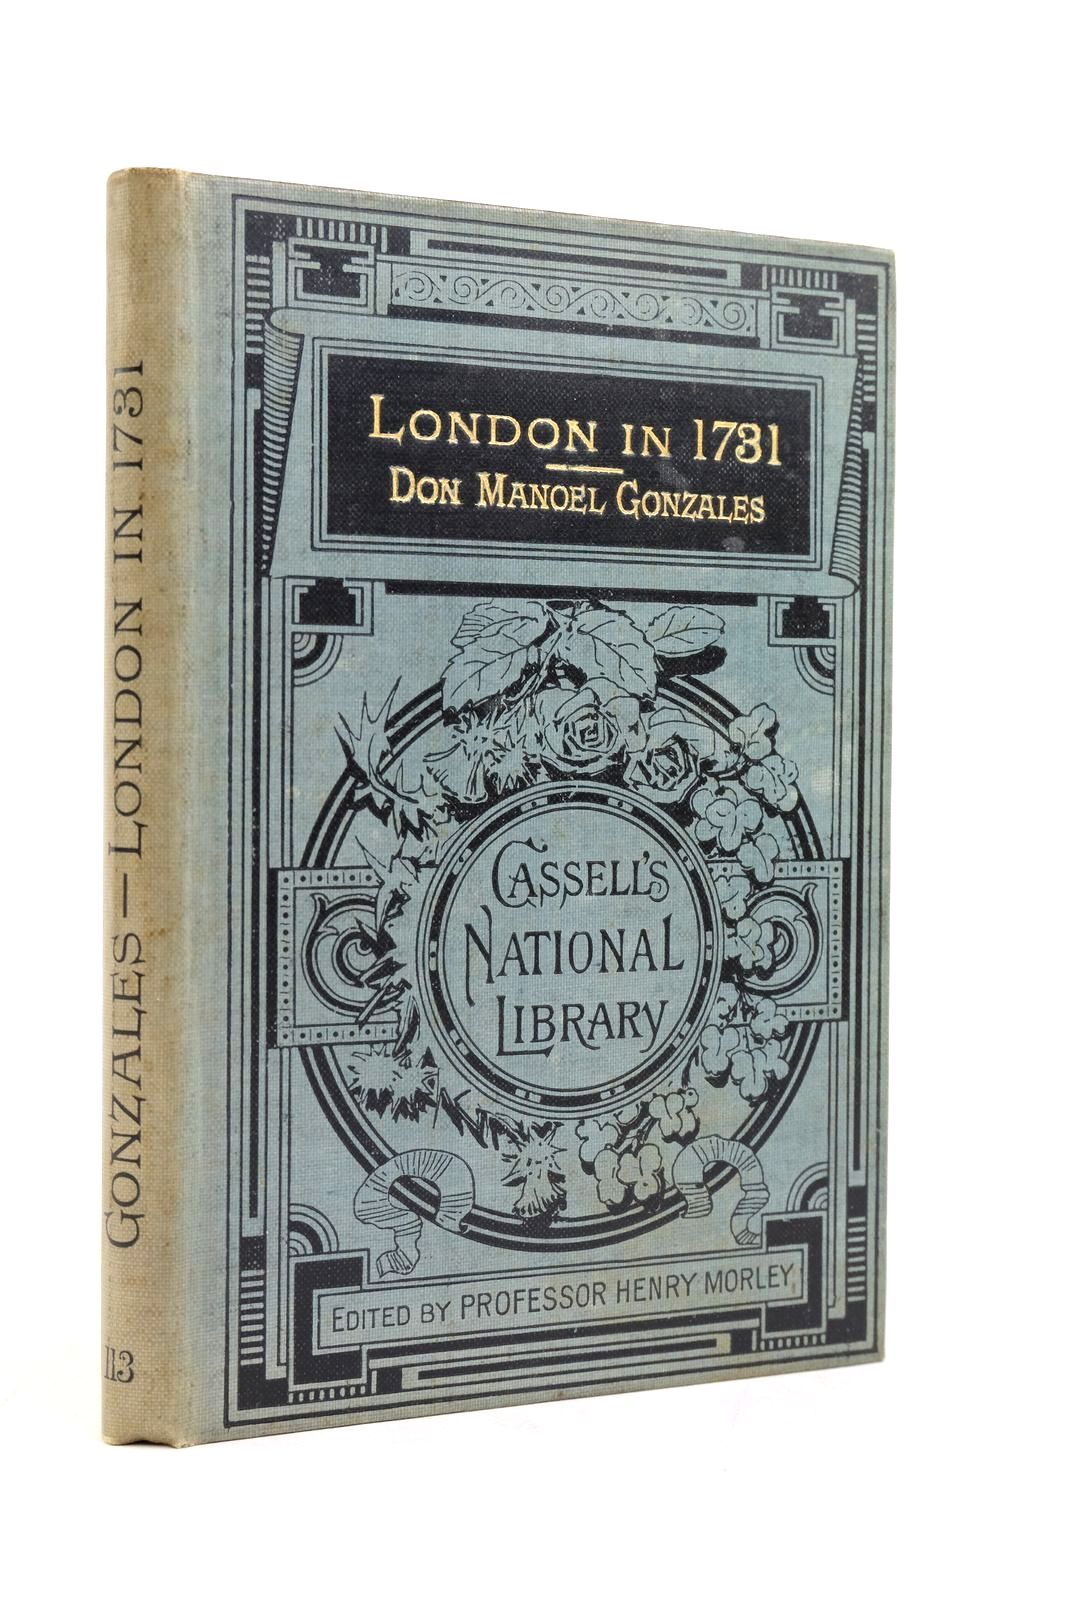 LONDON IN 1731
DON MANOEL GONZALES
CASSELL'S
NATIONAL
LIBRARY
EDITED BY PROFESSOR HENRY MORLEY.
GONZALES—LONDON IN 1731
113